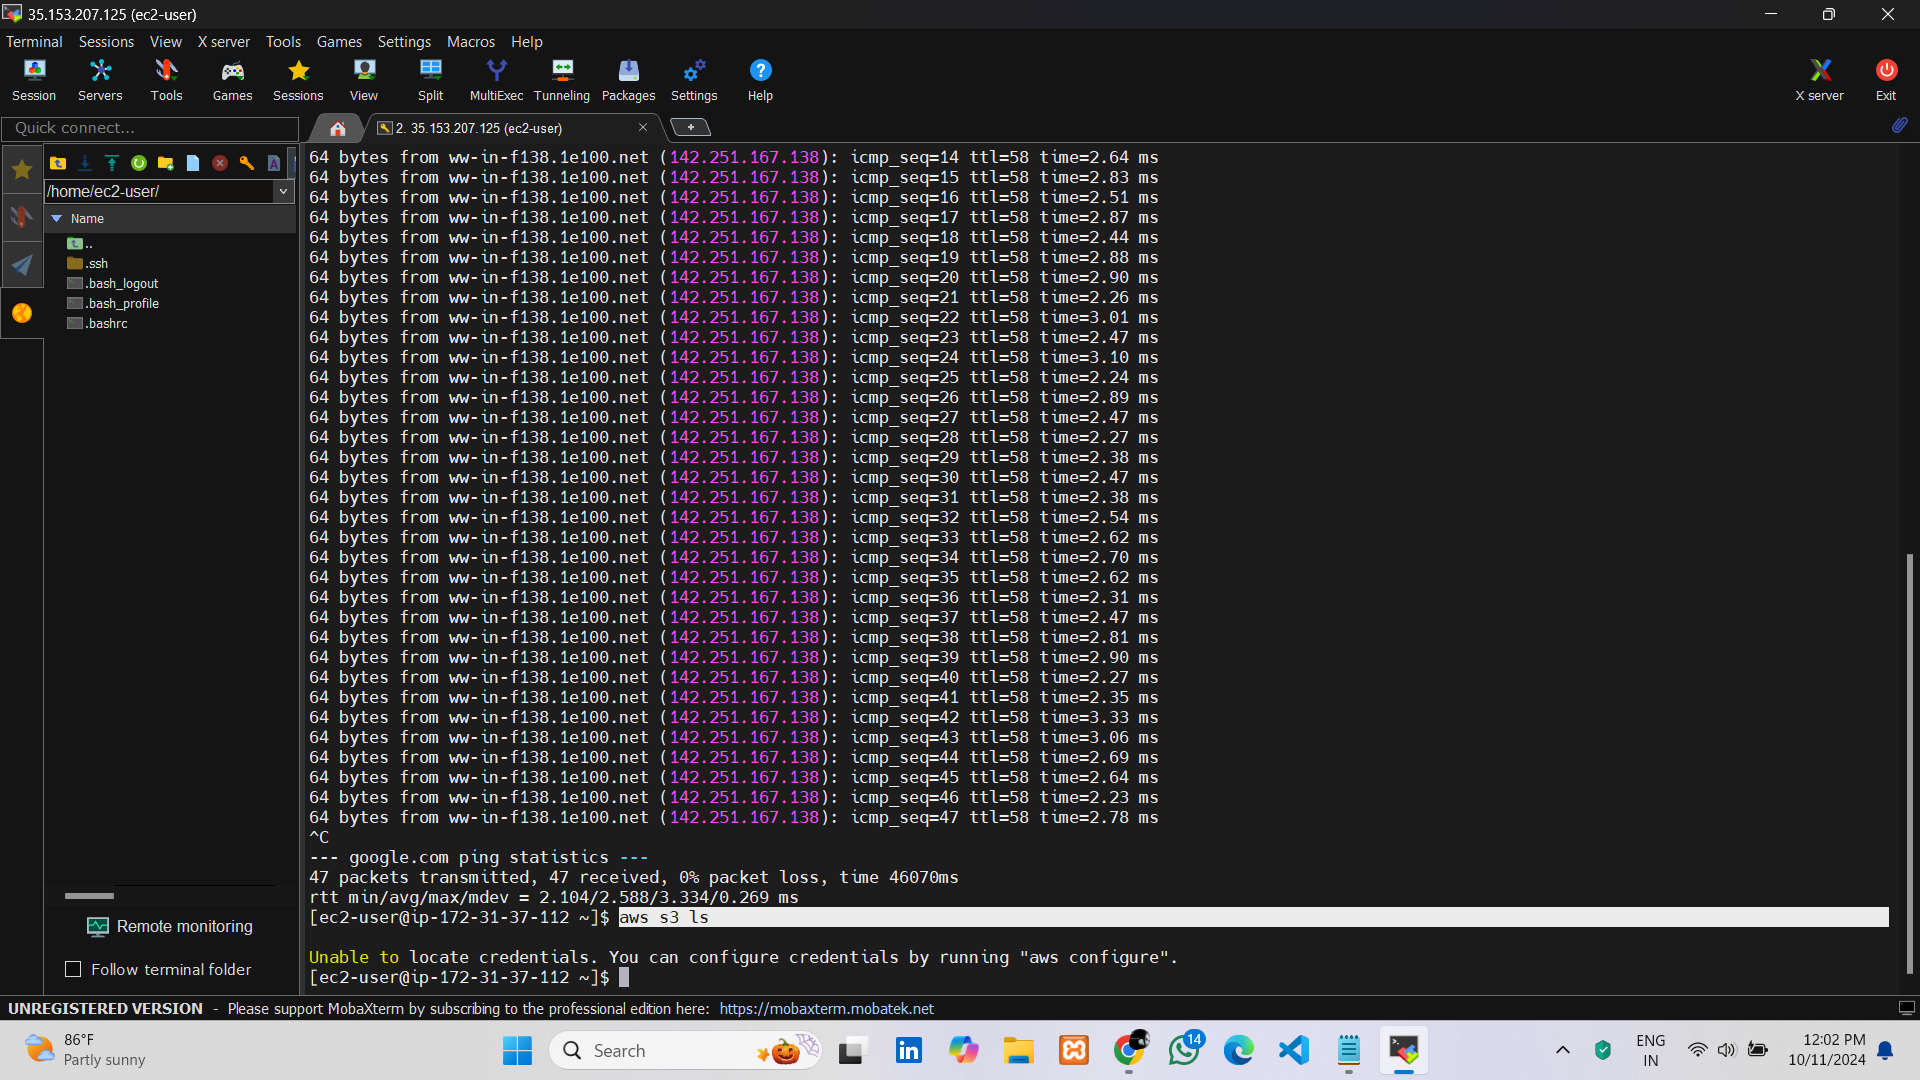 35.153.207.125 (ec2-user)
Terminal Sessions View X server Tools Games Settings Macros Help
Session Servers Tools Games Sessions View Split MultiExec Tunneling Packages Settings Help X server Exit
Quick connect...
2. 35.153.207.125 (ec2-user)
/home/ec2-user/
Name
..
.ssh
.bash_logout
.bash_profile
.bashrc
64 bytes from ww-in-f138.1e100.net (142.251.167.138): icmp_seq=14 ttl=58 time=2.64 ms
64 bytes from ww-in-f138.1e100.net (142.251.167.138): icmp_seq=15 ttl=58 time=2.83 ms
64 bytes from ww-in-f138.1e100.net (142.251.167.138): icmp_seq=16 ttl=58 time=2.51 ms
64 bytes from ww-in-f138.1e100.net (142.251.167.138): icmp_seq=17 ttl=58 time=2.87 ms
64 bytes from ww-in-f138.1e100.net (142.251.167.138): icmp_seq=18 ttl=58 time=2.44 ms
64 bytes from ww-in-f138.1e100.net (142.251.167.138): icmp_seq=19 ttl=58 time=2.88 ms
64 bytes from ww-in-f138.1e100.net (142.251.167.138): icmp_seq=20 ttl=58 time=2.90 ms
64 bytes from ww-in-f138.1e100.net (142.251.167.138): icmp_seq=21 ttl=58 time=2.26 ms
64 bytes from ww-in-f138.1e100.net (142.251.167.138): icmp_seq=22 ttl=58 time=3.01 ms
64 bytes from ww-in-f138.1e100.net (142.251.167.138): icmp_seq=23 ttl=58 time=2.47 ms
64 bytes from ww-in-f138.1e100.net (142.251.167.138): icmp_seq=24 ttl=58 time=3.10 ms
64 bytes from ww-in-f138.1e100.net (142.251.167.138): icmp_seq=25 ttl=58 time=2.24 ms
64 bytes from ww-in-f138.1e100.net (142.251.167.138): icmp_seq=26 ttl=58 time=2.89 ms
64 bytes from ww-in-f138.1e100.net (142.251.167.138): icmp_seq=27 ttl=58 time=2.47 ms
64 bytes from ww-in-f138.1e100.net (142.251.167.138): icmp_seq=28 ttl=58 time=2.27 ms
64 bytes from ww-in-f138.1e100.net (142.251.167.138): icmp_seq=29 ttl=58 time=2.38 ms
64 bytes from ww-in-f138.1e100.net (142.251.167.138): icmp_seq=30 ttl=58 time=2.47 ms
64 bytes from ww-in-f138.1e100.net (142.251.167.138): icmp_seq=31 ttl=58 time=2.38 ms
64 bytes from ww-in-f138.1e100.net (142.251.167.138): icmp_seq=32 ttl=58 time=2.54 ms
64 bytes from ww-in-f138.1e100.net (142.251.167.138): icmp_seq=33 ttl=58 time=2.62 ms
64 bytes from ww-in-f138.1e100.net (142.251.167.138): icmp_seq=34 ttl=58 time=2.70 ms
64 bytes from ww-in-f138.1e100.net (142.251.167.138): icmp_seq=35 ttl=58 time=2.62 ms
64 bytes from ww-in-f138.1e100.net (142.251.167.138): icmp_seq=36 ttl=58 time=2.31 ms
64 bytes from ww-in-f138.1e100.net (142.251.167.138): icmp_seq=37 ttl=58 time=2.47 ms
64 bytes from ww-in-f138.1e100.net (142.251.167.138): icmp_seq=38 ttl=58 time=2.81 ms
64 bytes from ww-in-f138.1e100.net (142.251.167.138): icmp_seq=39 ttl=58 time=2.90 ms
64 bytes from ww-in-f138.1e100.net (142.251.167.138): icmp_seq=40 ttl=58 time=2.27 ms
64 bytes from ww-in-f138.1e100.net (142.251.167.138): icmp_seq=41 ttl=58 time=2.35 ms
64 bytes from ww-in-f138.1e100.net (142.251.167.138): icmp_seq=42 ttl=58 time=3.33 ms
64 bytes from ww-in-f138.1e100.net (142.251.167.138): icmp_seq=43 ttl=58 time=3.06 ms
64 bytes from ww-in-f138.1e100.net (142.251.167.138): icmp_seq=44 ttl=58 time=2.69 ms
64 bytes from ww-in-f138.1e100.net (142.251.167.138): icmp_seq=45 ttl=58 time=2.64 ms
64 bytes from ww-in-f138.1e100.net (142.251.167.138): icmp_seq=46 ttl=58 time=2.23 ms
64 bytes from ww-in-f138.1e100.net (142.251.167.138): icmp_seq=47 ttl=58 time=2.78 ms
^C
--- google.com ping statistics ---
47 packets transmitted, 47 received, 0% packet loss, time 46070ms
rtt min/avg/max/mdev = 2.104/2.588/3.334/0.269 ms
[ec2-user@ip-172-31-37-112 ~]$ aws s3 ls
Unable to locate credentials. You can configure credentials by running "aws configure".
[ec2-user@ip-172-31-37-112 ~]$
Remote monitoring
Follow terminal folder
UNREGISTERED VERSION - Please support MobaXterm by subscribing to the professional edition here: https://mobaxterm.mobatek.net
86°F
Partly sunny
Search
14
ENG
IN
12:02 PM
10/11/2024